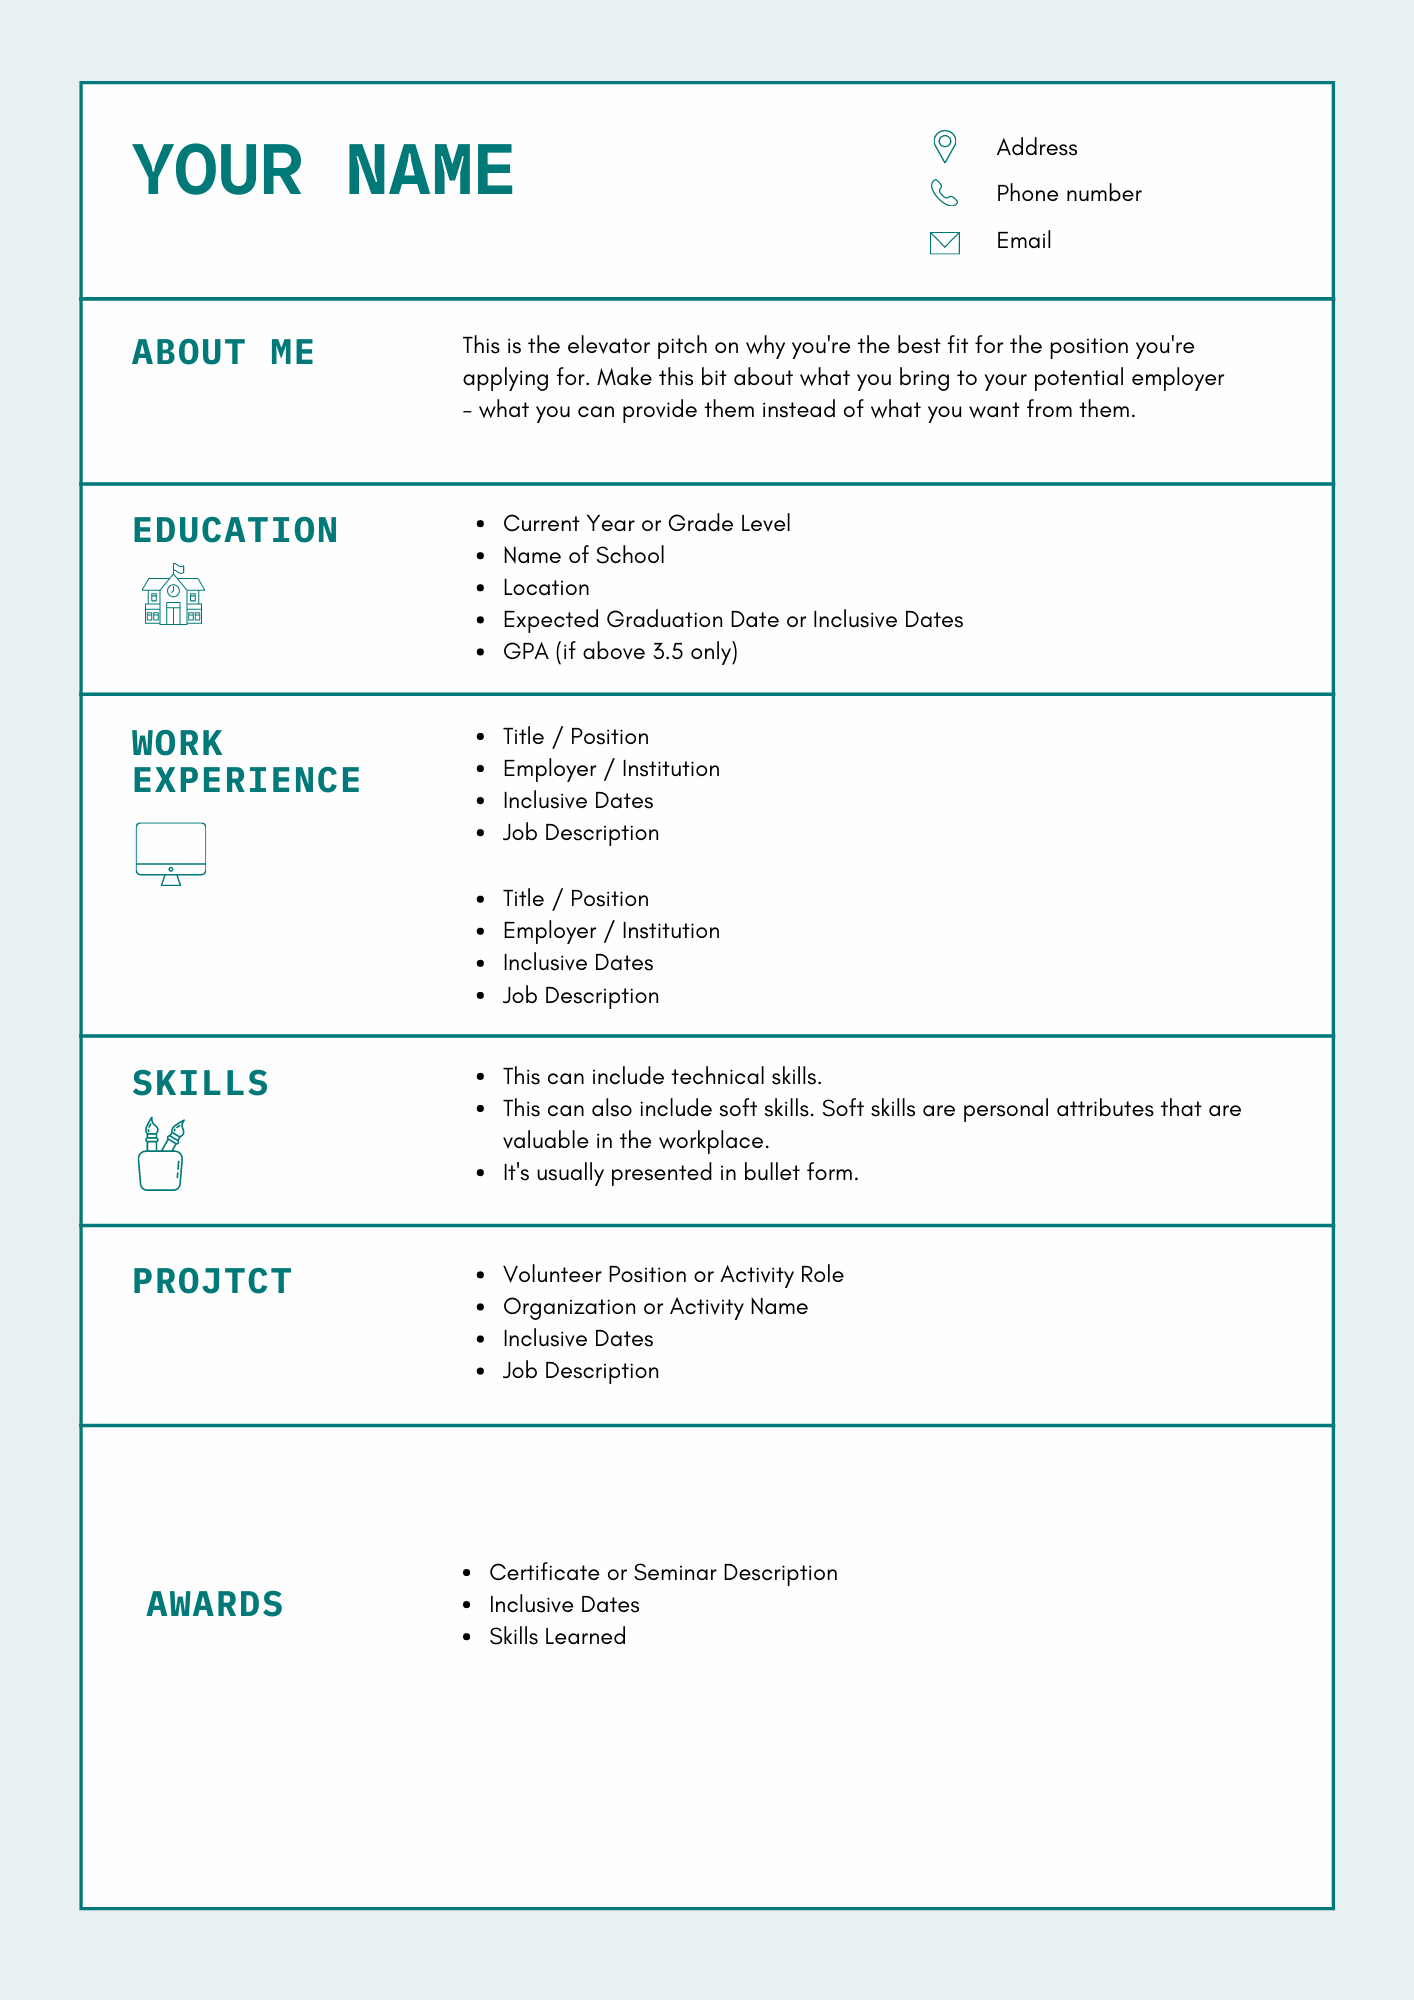 YOUR NAME
Address
Phone number
Email
ABOUT ME
This is the elevator pitch on why you're the best fit for the position you're
applying for. Make this bit about what you bring to your potential employer
- what you can provide them instead of what you want from them.
EDUCATION
• Current Year or Grade Level
• Name of School
• Location
• Expected Graduation Date or Inclusive Dates
• GPA (if above 3.5 only)
WORK
EXPERIENCE
• Title / Position
• Employer / Institution
• Inclusive Dates
• Job Description
• Title / Position
• Employer / Institution
• Inclusive Dates
• Job Description
SKILLS
• This can include technical skills.
• This can also include soft skills. Soft skills are personal attributes that are
valuable in the workplace.
• It's usually presented in bullet form.
PROJTCT
• Volunteer Position or Activity Role
• Organization or Activity Name
• Inclusive Dates
• Job Description
AWARDS
• Certificate or Seminar Description
• Inclusive Dates
• Skills Learned